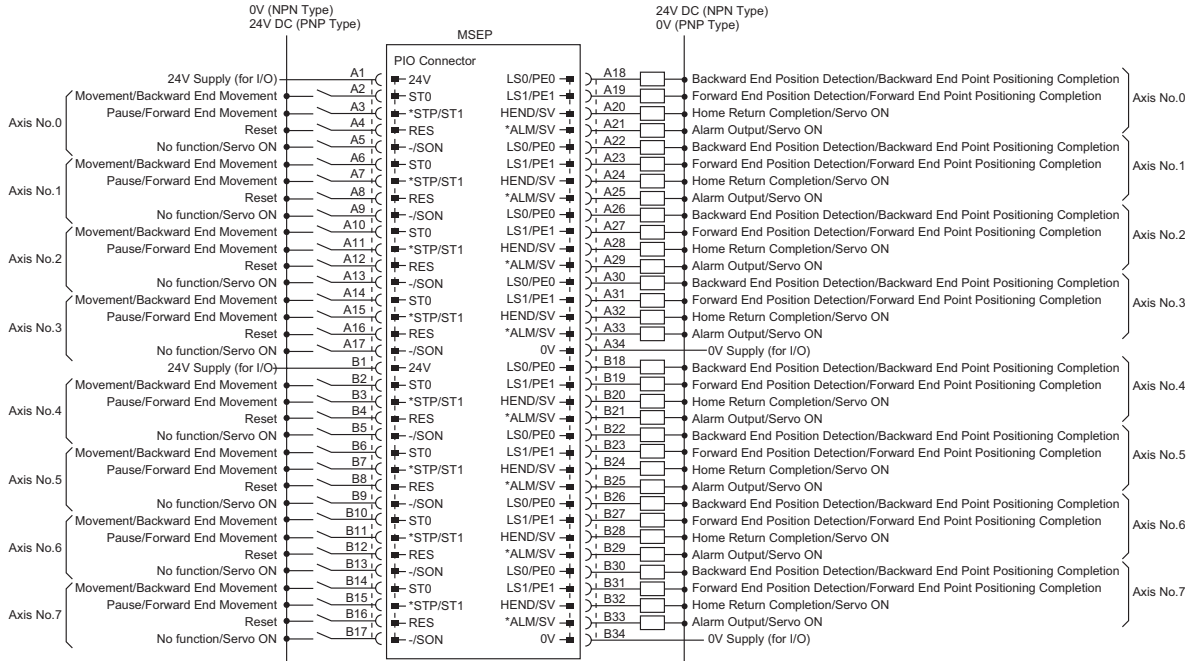 0V (NPN Type)
24V DC (PNP Type)
24V DC (NPN Type)
0V (PNP Type)
MSEP
PIO Connector
24V Supply (for I/O) A1 24V LS0/PE0 A18 Backward End Position Detection/Backward End Point Positioning Completion
Movement/Backward End Movement A2 ST0 LS1/PE1 A19 Forward End Position Detection/Forward End Point Positioning Completion
Axis No.0
Pause/Forward End Movement A3 *STP/ST1 HEND/SV A20 Home Return Completion/Servo ON
Axis No.0
Reset A4 RES *ALM/SV A21 Alarm Output/Servo ON
No function/Servo ON A5 -/SON LS0/PE0 A22 Backward End Position Detection/Backward End Point Positioning Completion
Movement/Backward End Movement A6 ST0 LS1/PE1 A23 Forward End Position Detection/Forward End Point Positioning Completion
Axis No.1
Pause/Forward End Movement A7 *STP/ST1 HEND/SV A24 Home Return Completion/Servo ON
Axis No.1
Reset A8 RES *ALM/SV A25 Alarm Output/Servo ON
No function/Servo ON A9 -/SON LS0/PE0 A26 Backward End Position Detection/Backward End Point Positioning Completion
Movement/Backward End Movement A10 ST0 LS1/PE1 A27 Forward End Position Detection/Forward End Point Positioning Completion
Axis No.2
Pause/Forward End Movement A11 *STP/ST1 HEND/SV A28 Home Return Completion/Servo ON
Axis No.2
Reset A12 RES *ALM/SV A29 Alarm Output/Servo ON
No function/Servo ON A13 -/SON LS0/PE0 A30 Backward End Position Detection/Backward End Point Positioning Completion
Movement/Backward End Movement A14 ST0 LS1/PE1 A31 Forward End Position Detection/Forward End Point Positioning Completion
Axis No.3
Pause/Forward End Movement A15 *STP/ST1 HEND/SV A32 Home Return Completion/Servo ON
Axis No.3
Reset A16 RES *ALM/SV A33 Alarm Output/Servo ON
No function/Servo ON A17 -/SON 0V A34 0V Supply (for I/O)
24V Supply (for I/O) B1 24V LS0/PE0 B18 Backward End Position Detection/Backward End Point Positioning Completion
Movement/Backward End Movement B2 ST0 LS1/PE1 B19 Forward End Position Detection/Forward End Point Positioning Completion
Axis No.4
Pause/Forward End Movement B3 *STP/ST1 HEND/SV B20 Home Return Completion/Servo ON
Axis No.4
Reset B4 RES *ALM/SV B21 Alarm Output/Servo ON
No function/Servo ON B5 -/SON LS0/PE0 B22 Backward End Position Detection/Backward End Point Positioning Completion
Movement/Backward End Movement B6 ST0 LS1/PE1 B23 Forward End Position Detection/Forward End Point Positioning Completion
Axis No.5
Pause/Forward End Movement B7 *STP/ST1 HEND/SV B24 Home Return Completion/Servo ON
Axis No.5
Reset B8 RES *ALM/SV B25 Alarm Output/Servo ON
No function/Servo ON B9 -/SON LS0/PE0 B26 Backward End Position Detection/Backward End Point Positioning Completion
Movement/Backward End Movement B10 ST0 LS1/PE1 B27 Forward End Position Detection/Forward End Point Positioning Completion
Axis No.6
Pause/Forward End Movement B11 *STP/ST1 HEND/SV B28 Home Return Completion/Servo ON
Axis No.6
Reset B12 RES *ALM/SV B29 Alarm Output/Servo ON
No function/Servo ON B13 -/SON LS0/PE0 B30 Backward End Position Detection/Backward End Point Positioning Completion
Movement/Backward End Movement B14 ST0 LS1/PE1 B31 Forward End Position Detection/Forward End Point Positioning Completion
Axis No.7
Pause/Forward End Movement B15 *STP/ST1 HEND/SV B32 Home Return Completion/Servo ON
Axis No.7
Reset B16 RES *ALM/SV B33 Alarm Output/Servo ON
No function/Servo ON B17 -/SON 0V B34 0V Supply (for I/O)